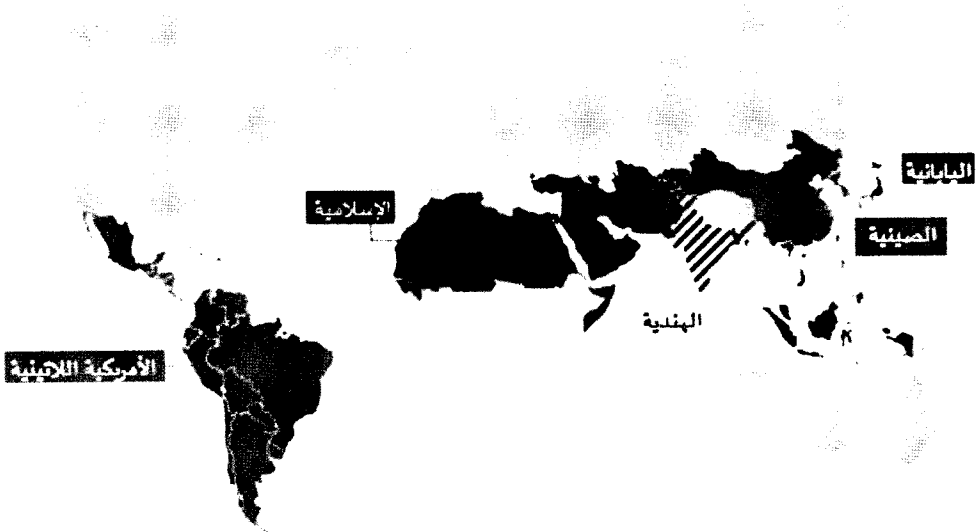 اليابانية
الإسلامية
الصينية
الهندية
الأمريكية اللاتينية